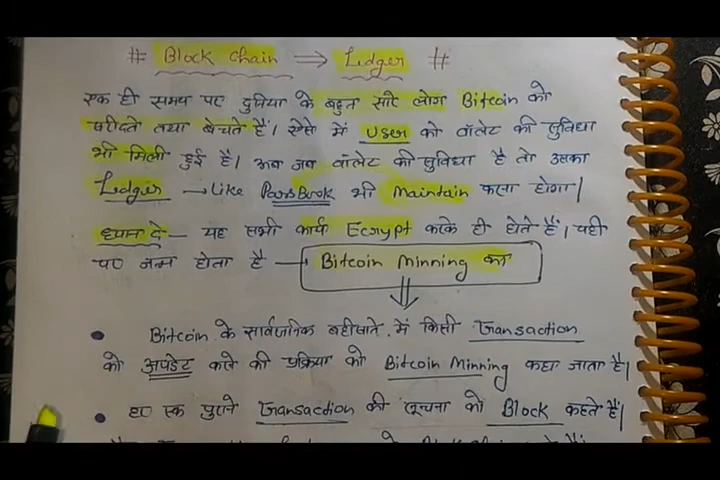 # Block chain ⇒ Ledger #
एक ही समय पर दुनिया के बहुत सारे लोग Bitcoin को
खरीदते तथा बेचते हैं। ऐसे में User को वॉलेट की सुविधा
भी मिली हुई है। अब जब वॉलेट की सुविधा है तो उसका
Ledger → Like PassBook भी Maintain करना होगा।
ध्यान दे — यह सभी कार्य Ecrypt करके ही होते हैं। यही
पर जन्म होता है → Bitcoin Minning का
• Bitcoin के सार्वजनिक बहीखाते में किसी Transaction
को अपडेट करने की प्रक्रिया को Bitcoin Minning कहा जाता है।
• हर एक पुराने Transaction की सूचना को Block कहते हैं।